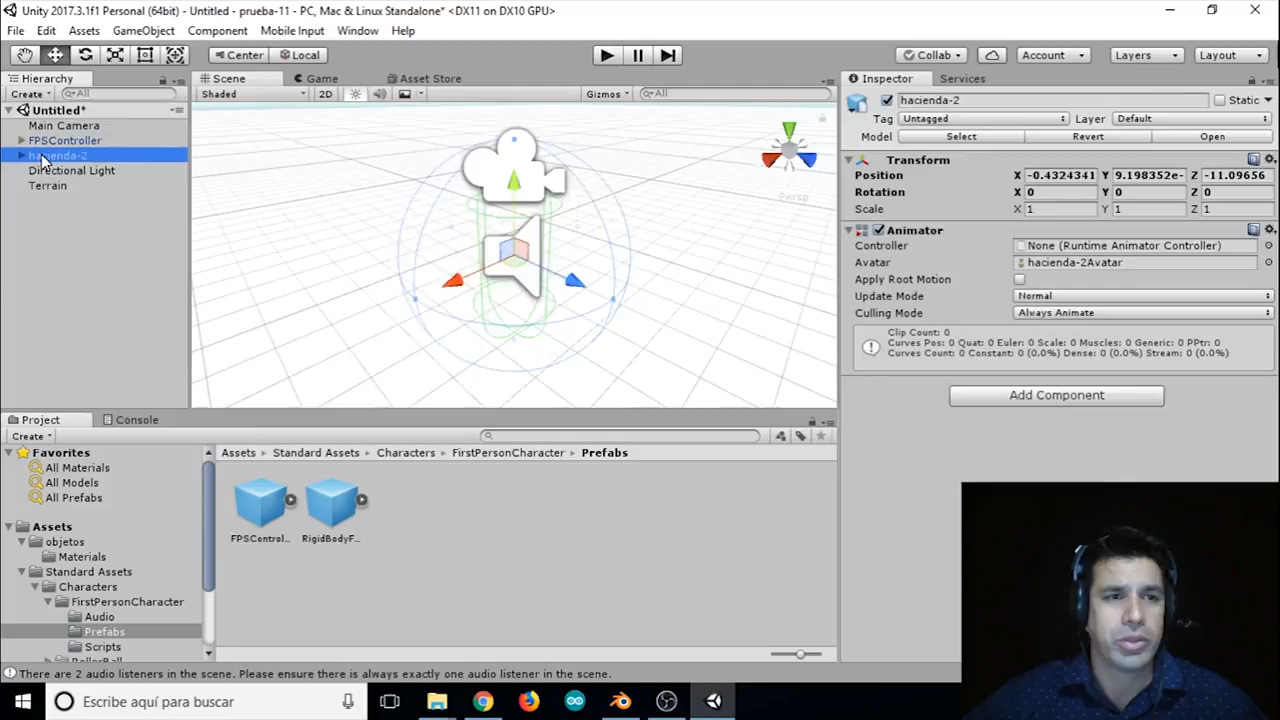 Unity 2017.3.1f1 Personal (64bit) - Untitled - prueba-11 - PC, Mac & Linux Standalone* <DX11 on DX10 GPU>
File Edit Assets GameObject Component Mobile Input Window Help
Center Local Collab Account Layers Layout
Hierarchy Scene Game Asset Store Inspector Services
Create All Shaded 2D Gizmos All
Untitled*
Main Camera
FPSController
hacienda-2
Directional Light
Terrain
Persp
hacienda-2 Static
Tag Untagged Layer Default
Model Select Revert Open
Transform
Position X -0.4324341 Y 9.198352e- Z -11.09656
Rotation X 0 Y 0 Z 0
Scale X 1 Y 1 Z 1
Animator
Controller None (Runtime Animator Controller)
Avatar hacienda-2Avatar
Apply Root Motion
Update Mode Normal
Culling Mode Always Animate
Clip Count: 0
Curves Pos: 0 Quat: 0 Euler: 0 Scale: 0 Muscles: 0 Generic: 0 PPtr: 0
Curves Count: 0 Constant: 0 (0.0%) Dense: 0 (0.0%) Stream: 0 (0.0%)
Add Component
Project Console
Create
Favorites
All Materials
All Models
All Prefabs
Assets
objetos
Materials
Standard Assets
Characters
FirstPersonCharacter
Audio
Prefabs
Scripts
RollerBall
Assets Standard Assets Characters FirstPersonCharacter Prefabs
FPSControl... RigidBodyF...
There are 2 audio listeners in the scene. Please ensure there is always exactly one audio listener in the scene.
Escribe aquí para buscar